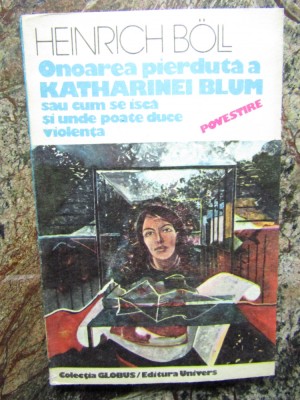 HEINRICH BÖLL
Onoarea pierdută a
KATHARINEI BLUM
sau cum se iscă
și unde poate duce
violența
POVESTIRE
Colecția GLOBUS/Editura Univers